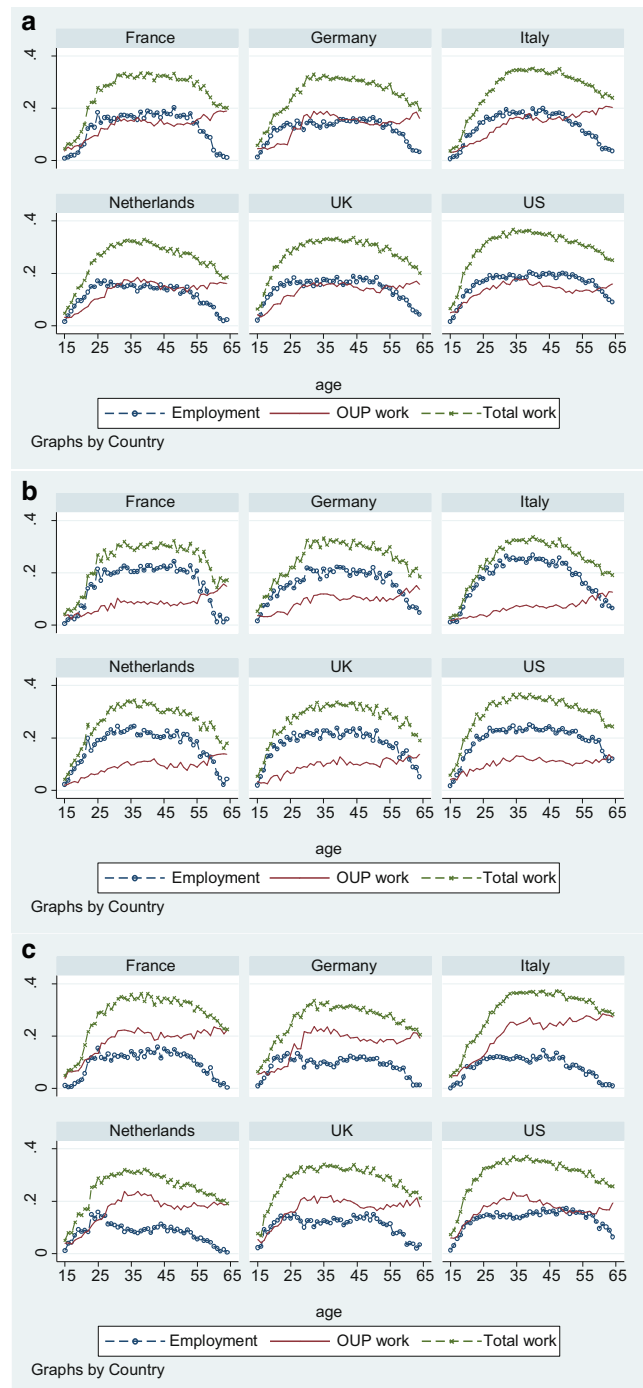 a
France Germany Italy
.4
.2
0
Netherlands UK US
.4
.2
0
15 25 35 45 55 65 15 25 35 45 55 65 15 25 35 45 55 65
age
Employment OUP work Total work
Graphs by Country
b
France Germany Italy
.4
.2
0
Netherlands UK US
.4
.2
0
15 25 35 45 55 65 15 25 35 45 55 65 15 25 35 45 55 65
age
Employment OUP work Total work
Graphs by Country
c
France Germany Italy
.4
.2
0
Netherlands UK US
.4
.2
0
15 25 35 45 55 65 15 25 35 45 55 65 15 25 35 45 55 65
age
Employment OUP work Total work
Graphs by Country